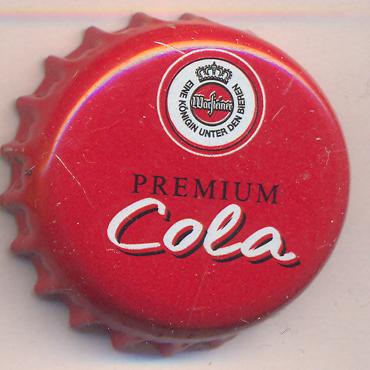 EINE KÖNIGIN UNTER DEN BIEREN
Warsteiner
PREMIUM
Cola